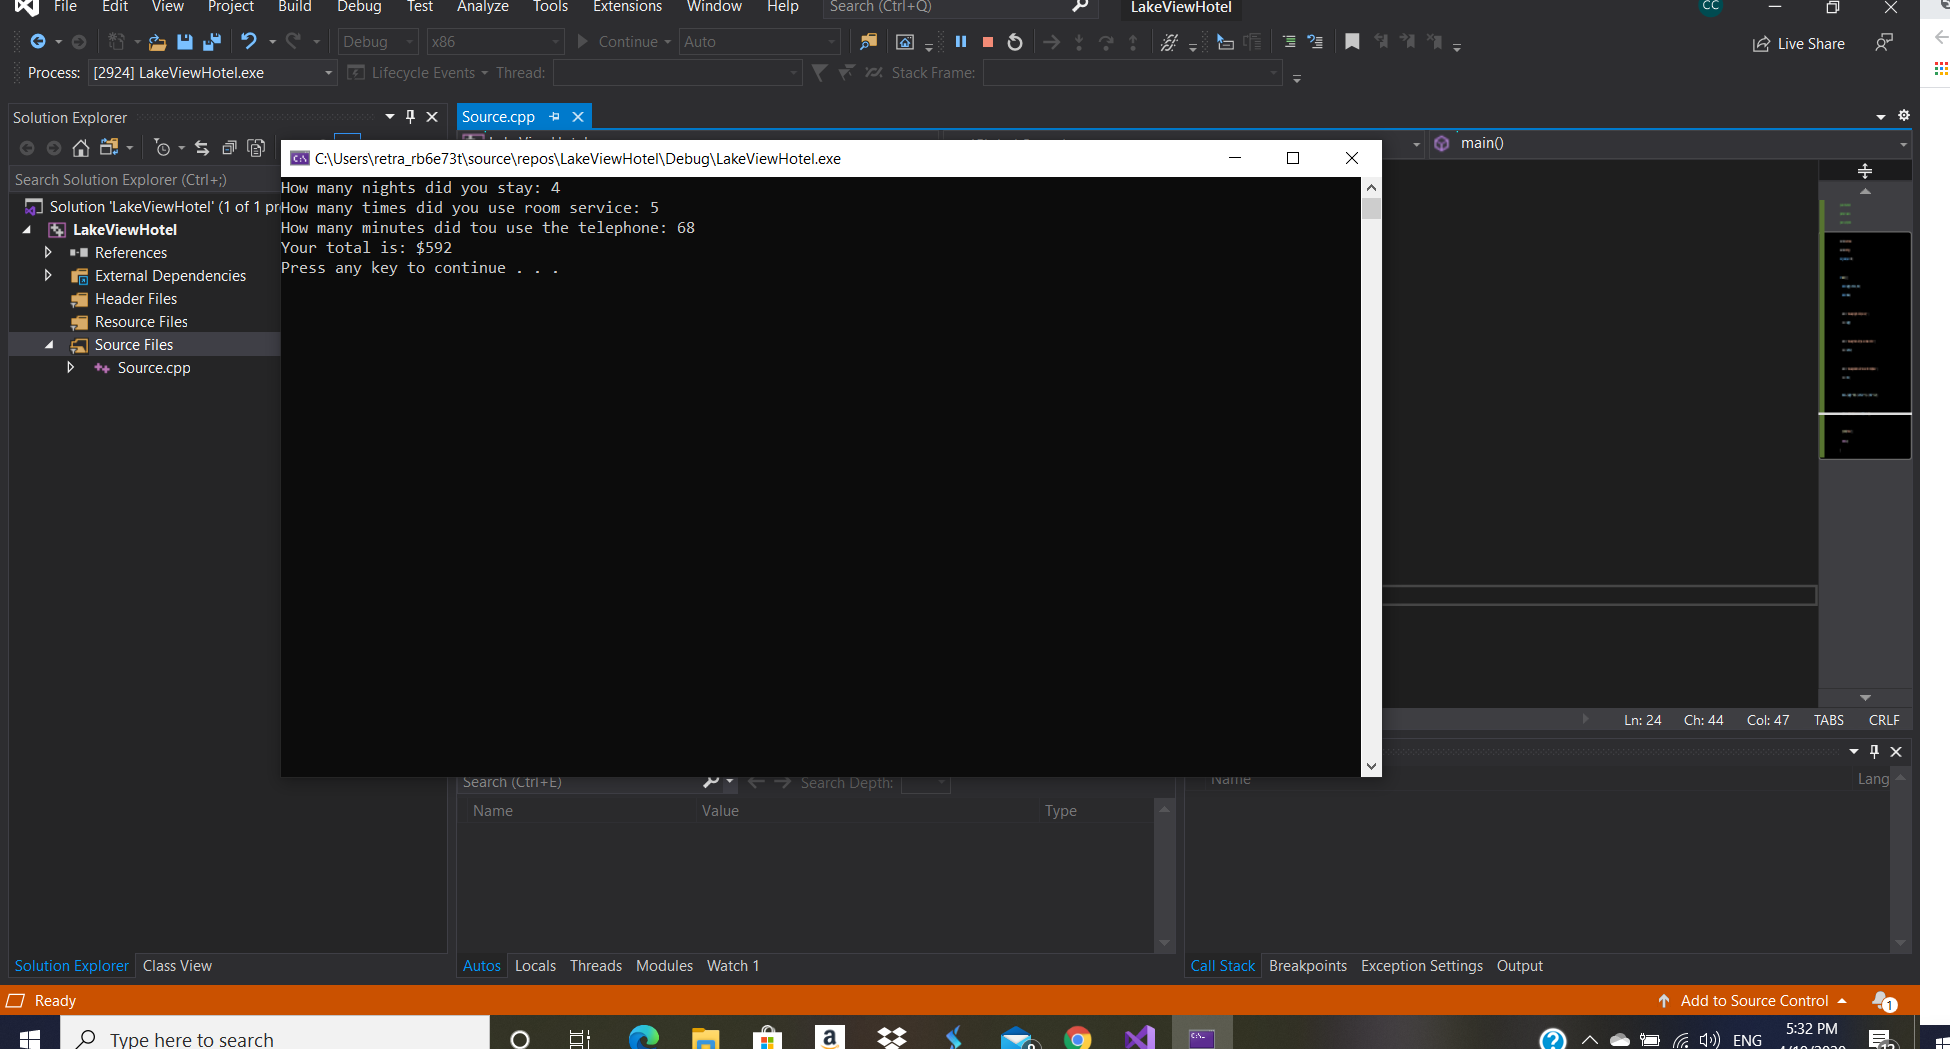 File Edit View Project Build Debug Test Analyze Tools Extensions Window Help Search (Ctrl+Q) LakeViewHotel CC
Debug x86 Continue Auto Live Share
Process: [2924] LakeViewHotel.exe Lifecycle Events Thread: Stack Frame:
Solution Explorer
Source.cpp
main()
Search Solution Explorer (Ctrl+;)
Solution 'LakeViewHotel' (1 of 1 pr
LakeViewHotel
References
External Dependencies
Header Files
Resource Files
Source Files
Source.cpp
C:\Users\retra_rb6e73t\source\repos\LakeViewHotel\Debug\LakeViewHotel.exe
How many nights did you stay: 4
How many times did you use room service: 5
How many minutes did tou use the telephone: 68
Your total is: $592
Press any key to continue . . .
Ln: 24 Ch: 44 Col: 47 TABS CRLF
Search (Ctrl+E) Search Depth:
Name Value Type
Name Lang
Solution Explorer Class View
Autos Locals Threads Modules Watch 1
Call Stack Breakpoints Exception Settings Output
Ready
Add to Source Control 1
Type here to search
ENG
5:32 PM